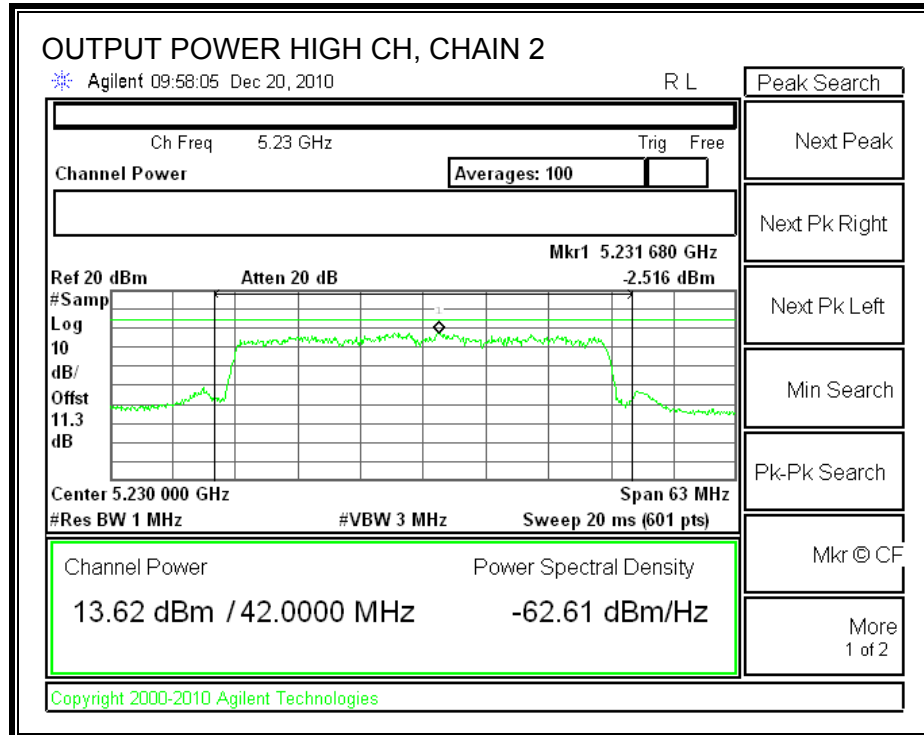 OUTPUT POWER HIGH CH, CHAIN 2
Agilent 09:58:05 Dec 20, 2010 R L
Peak Search
Ch Freq 5.23 GHz Trig Free
Next Peak
Channel Power Averages: 100
Next Pk Right
Mkr1 5.231 680 GHz
Ref 20 dBm Atten 20 dB -2.516 dBm
#Samp
Log
10
dB/
Offst
11.3
dB
1
Next Pk Left
Min Search
Pk-Pk Search
Center 5.230 000 GHz Span 63 MHz
#Res BW 1 MHz #VBW 3 MHz Sweep 20 ms (601 pts)
Channel Power Power Spectral Density
13.62 dBm / 42.0000 MHz -62.61 dBm/Hz
Mkr © CF
More
1 of 2
Copyright 2000-2010 Agilent Technologies